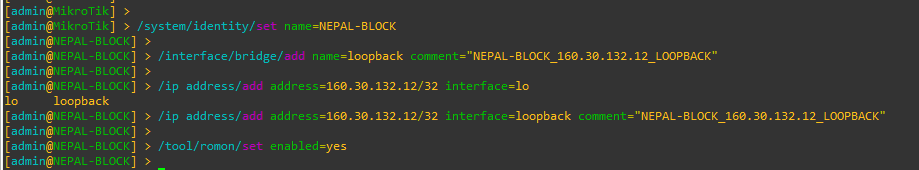 [admin@MikroTik] >
[admin@MikroTik] > /system/identity/set name=NEPAL-BLOCK
[admin@NEPAL-BLOCK] >
[admin@NEPAL-BLOCK] > /interface/bridge/add name=loopback comment="NEPAL-BLOCK_160.30.132.12_LOOPBACK"
[admin@NEPAL-BLOCK] >
[admin@NEPAL-BLOCK] > /ip address/add address=160.30.132.12/32 interface=lo
lo      loopback
[admin@NEPAL-BLOCK] > /ip address/add address=160.30.132.12/32 interface=loopback comment="NEPAL-BLOCK_160.30.132.12_LOOPBACK"
[admin@NEPAL-BLOCK] >
[admin@NEPAL-BLOCK] > /tool/romon/set enabled=yes
[admin@NEPAL-BLOCK] >